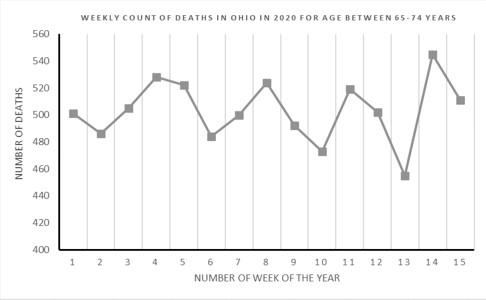 WEEKLY COUNT OF DEATHS IN OHIO IN 2020 FOR AGE BETWEEN 65-74 YEARS
560
540
520
500
480
460
440
420
400
NUMBER OF DEATHS
1 2 3 4 5 6 7 8 9 10 11 12 13 14 15
NUMBER OF WEEK OF THE YEAR